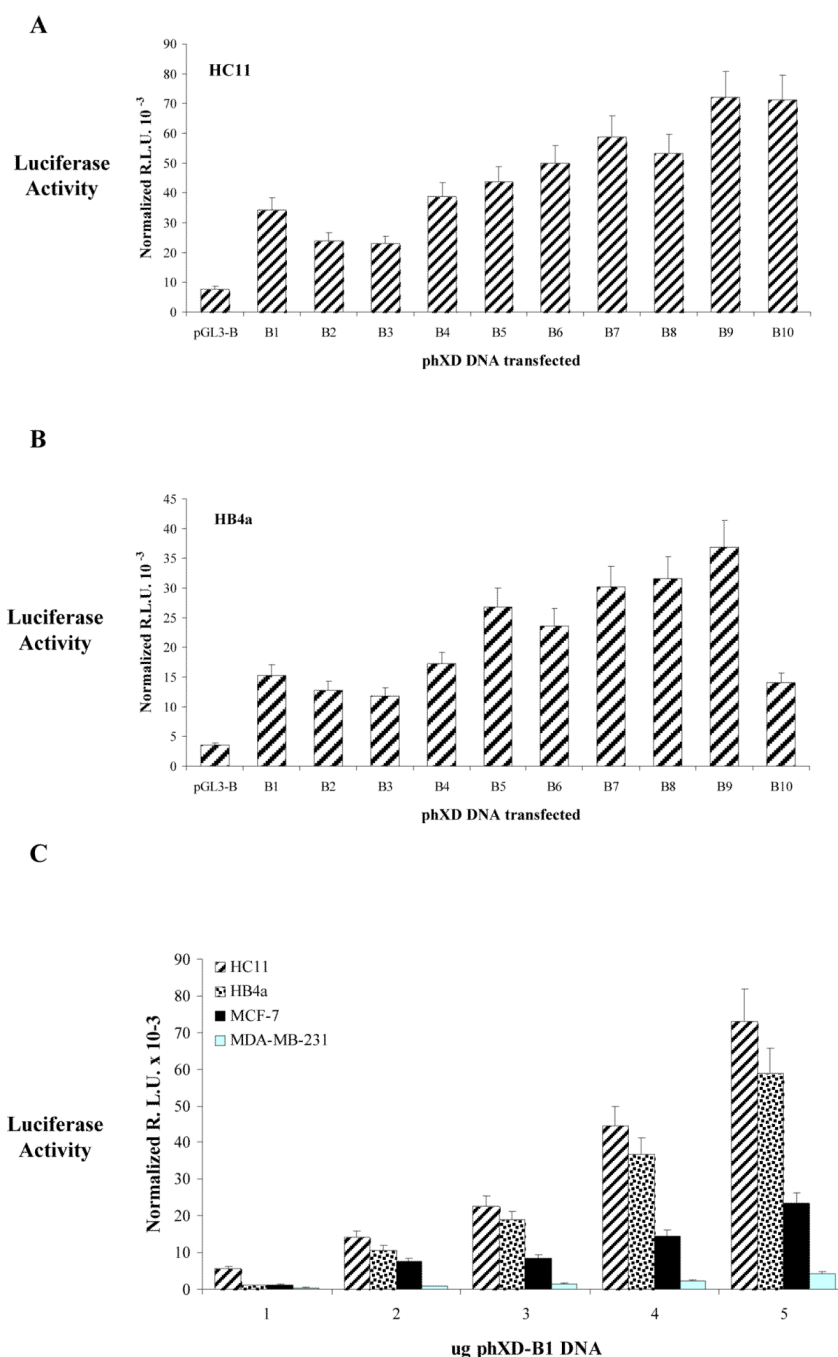 A
HC11
Luciferase
Activity
Normalized R.L.U. 10 -3
90
80
70
60
50
40
30
20
10
0
pGL3-B B1 B2 B3 B4 B5 B6 B7 B8 B9 B10
phXD DNA transfected
B
HB4a
Luciferase
Activity
Normalized R.L.U. 10 -3
45
40
35
30
25
20
15
10
5
0
pGL3-B B1 B2 B3 B4 B5 B6 B7 B8 B9 B10
phXD DNA transfected
C
HC11
HB4a
MCF-7
MDA-MB-231
Luciferase
Activity
Normalized R. L.U. x 10-3
90
80
70
60
50
40
30
20
10
0
1 2 3 4 5
ug phXD-B1 DNA